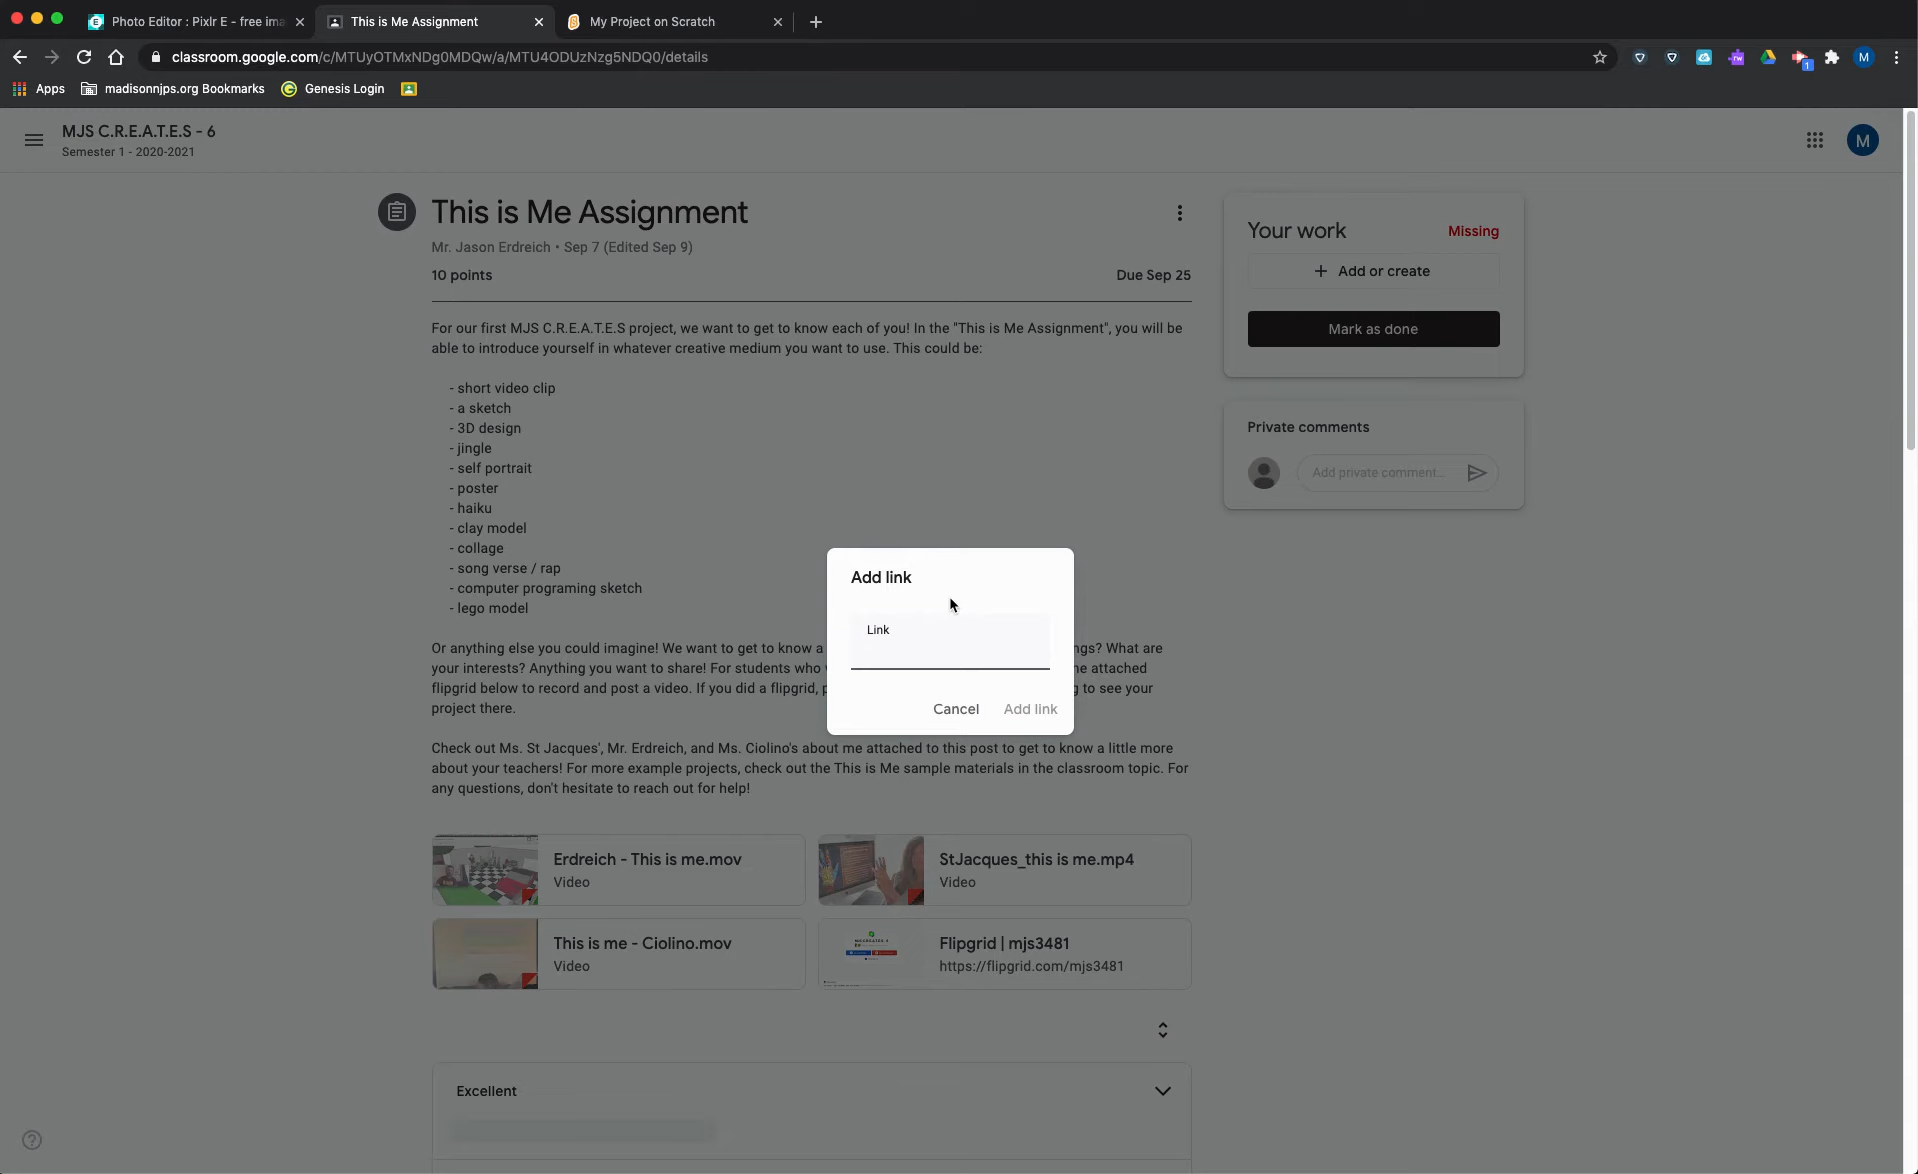 Photo Editor : Pixlr E - free ima
This is Me Assignment
My Project on Scratch
classroom.google.com/c/MTUyOTMxNDg0MDQw/a/MTU4ODUzNzg5NDQ0/details
M
1
Apps
madisonnjps.org Bookmarks
Genesis Login
MJS C.R.E.A.T.E.S - 6
Semester 1 - 2020-2021
M
This is Me Assignment
Mr. Jason Erdreich • Sep 7 (Edited Sep 9)
10 points
Due Sep 25
For our first MJS C.R.E.A.T.E.S project, we want to get to know each of you! In the "This is Me Assignment", you will be
able to introduce yourself in whatever creative medium you want to use. This could be:
- short video clip
- a sketch
- 3D design
- jingle
- self portrait
- poster
- haiku
- clay model
- collage
- song verse / rap
- computer programing sketch
- lego model
Or anything else you could imagine! We want to get to know a ngs? What are
your interests? Anything you want to share! For students who attached
flipgrid below to record and post a video. If you did a flipgrid, to see your
project there.
Check out Ms. St Jacques', Mr. Erdreich, and Ms. Ciolino's about me attached to this post to get to know a little more
about your teachers! For more example projects, check out the This is Me sample materials in the classroom topic. For
any questions, don't hesitate to reach out for help!
Erdreich - This is me.mov
Video
StJacques_this is me.mp4
Video
This is me - Ciolino.mov
Video
Flipgrid | mjs3481
https://flipgrid.com/mjs3481
Excellent
Your work
Missing
+ Add or create
Mark as done
Private comments
Add private comment...
Add link
Link
Cancel
Add link